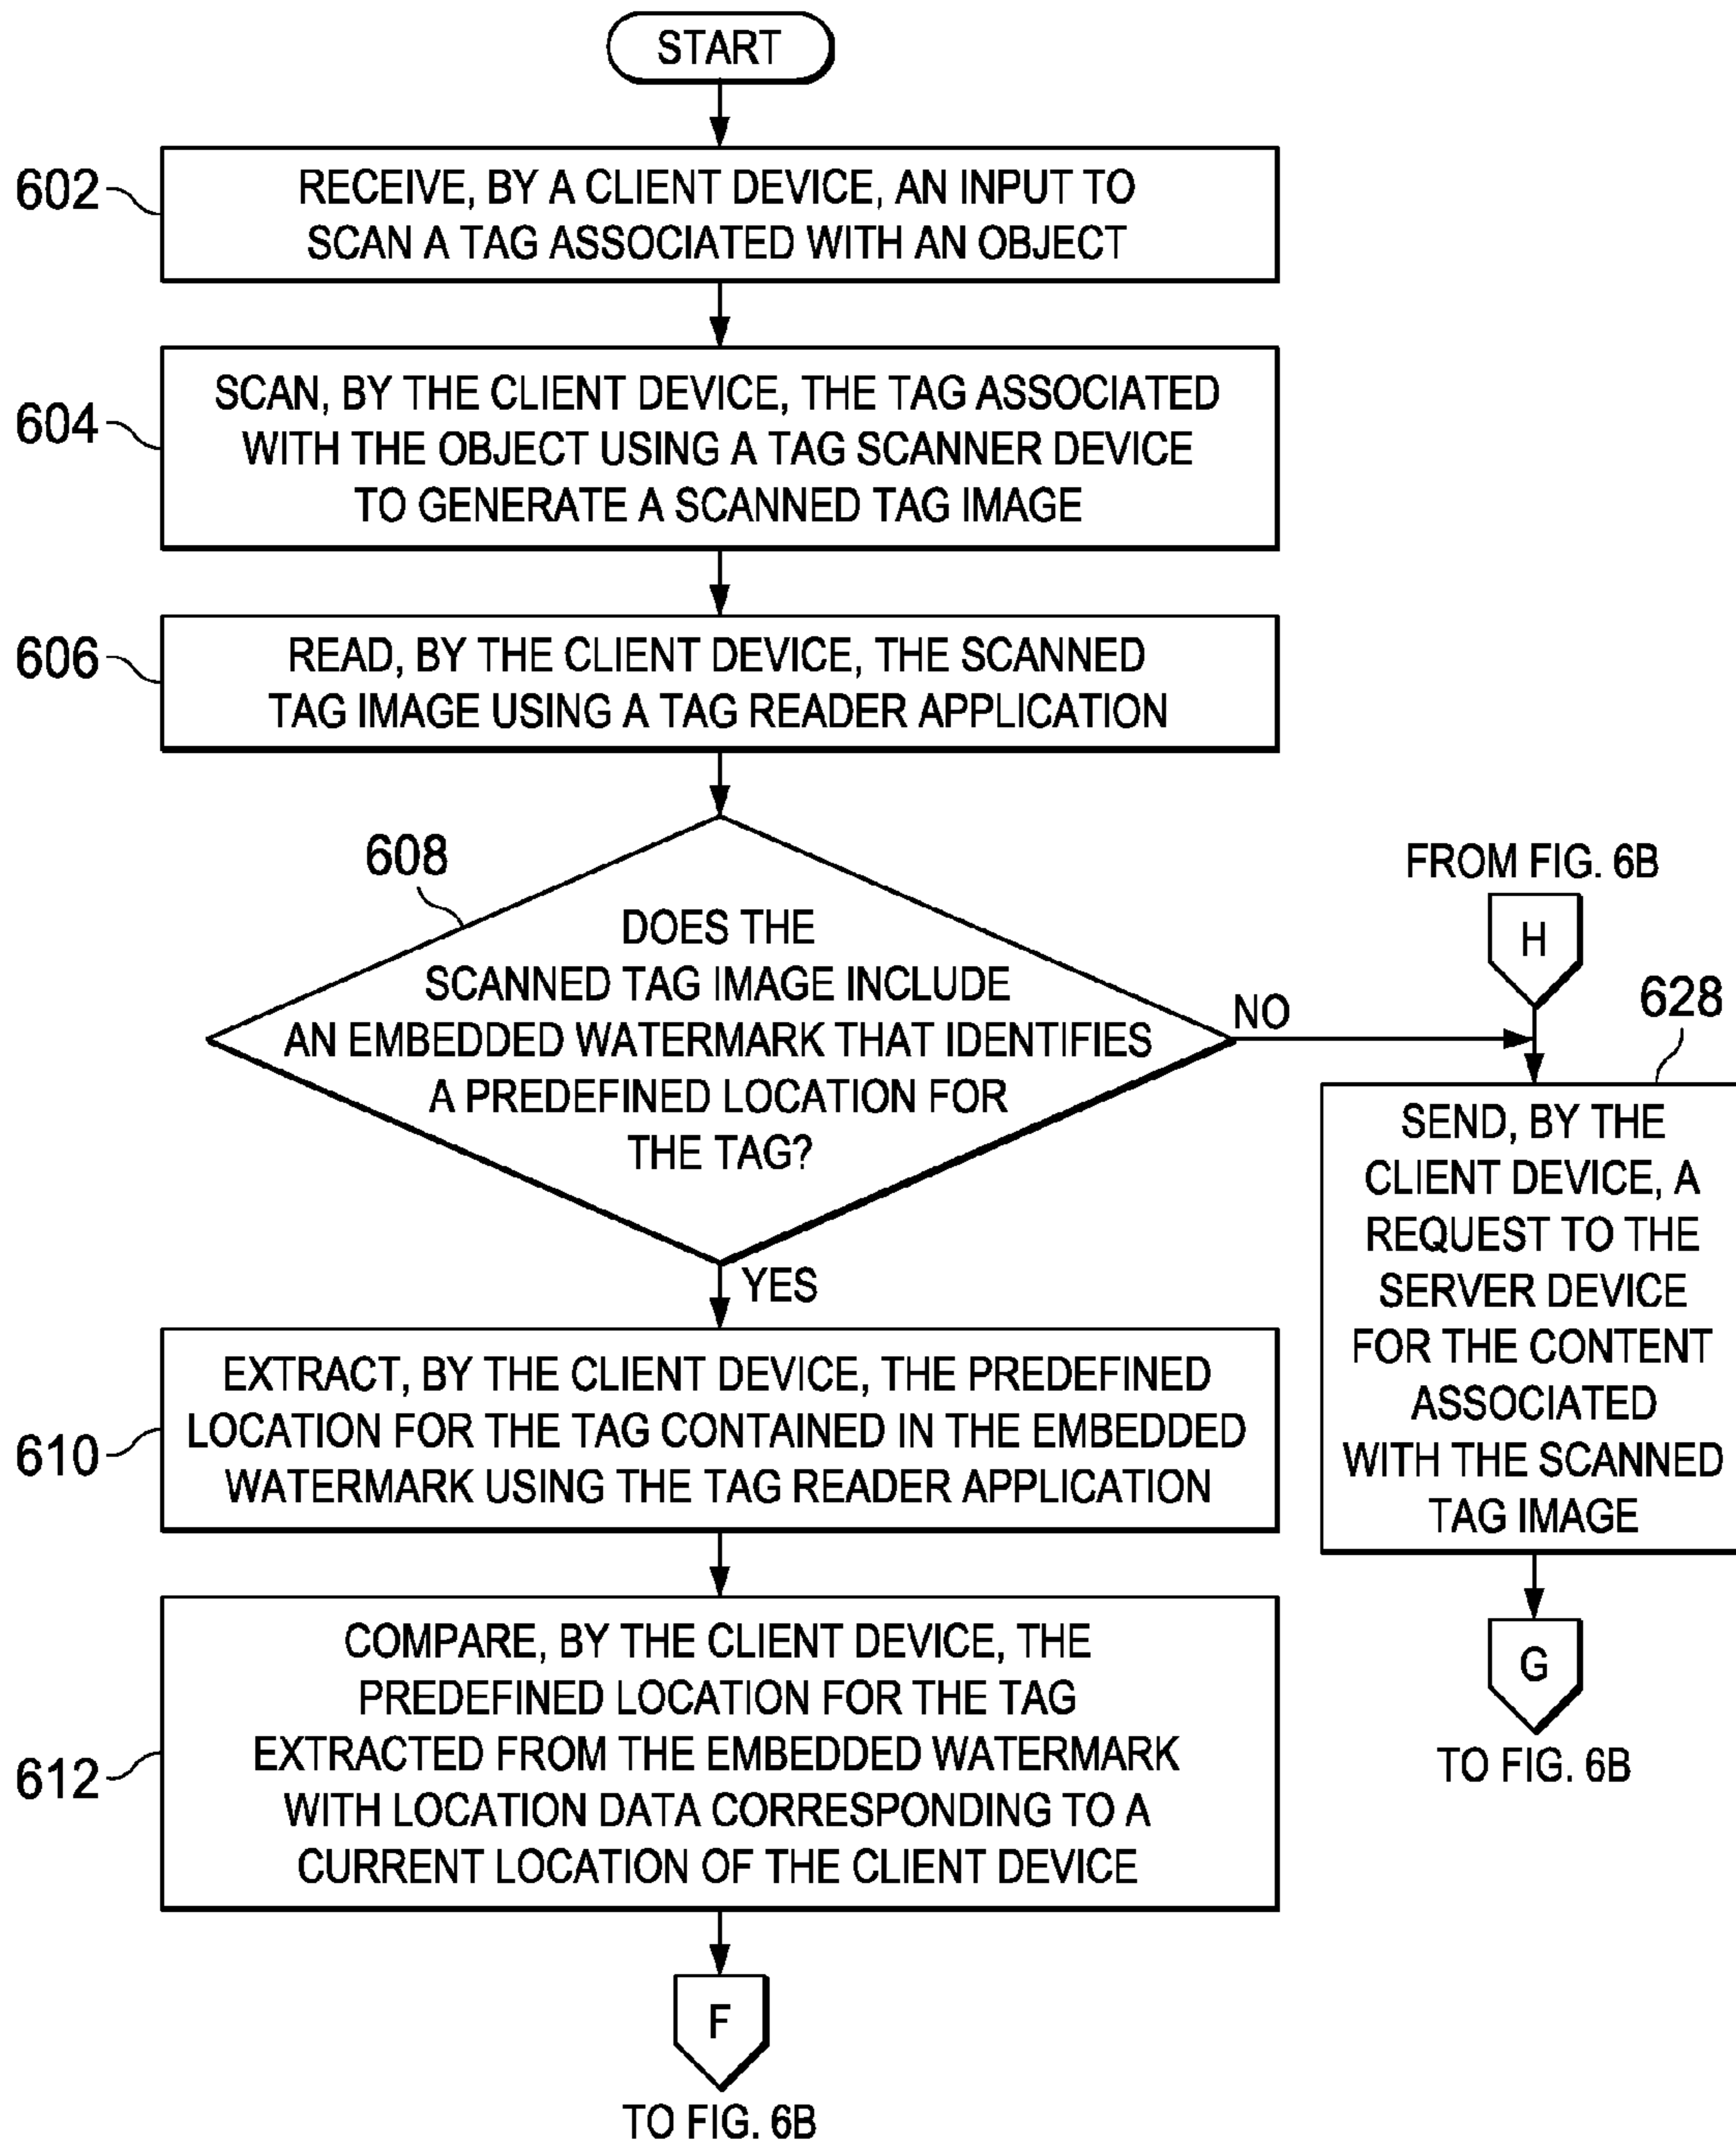 START
602
RECEIVE, BY A CLIENT DEVICE, AN INPUT TO
SCAN A TAG ASSOCIATED WITH AN OBJECT
604
SCAN, BY THE CLIENT DEVICE, THE TAG ASSOCIATED
WITH THE OBJECT USING A TAG SCANNER DEVICE
TO GENERATE A SCANNED TAG IMAGE
606
READ, BY THE CLIENT DEVICE, THE SCANNED
TAG IMAGE USING A TAG READER APPLICATION
608
DOES THE
SCANNED TAG IMAGE INCLUDE
AN EMBEDDED WATERMARK THAT IDENTIFIES
A PREDEFINED LOCATION FOR
THE TAG?
NO
YES
610
EXTRACT, BY THE CLIENT DEVICE, THE PREDEFINED
LOCATION FOR THE TAG CONTAINED IN THE EMBEDDED
WATERMARK USING THE TAG READER APPLICATION
612
COMPARE, BY THE CLIENT DEVICE, THE
PREDEFINED LOCATION FOR THE TAG
EXTRACTED FROM THE EMBEDDED WATERMARK
WITH LOCATION DATA CORRESPONDING TO A
CURRENT LOCATION OF THE CLIENT DEVICE
F
TO FIG. 6B
FROM FIG. 6B
H
628
SEND, BY THE
CLIENT DEVICE, A
REQUEST TO THE
SERVER DEVICE
FOR THE CONTENT
ASSOCIATED
WITH THE SCANNED
TAG IMAGE
G
TO FIG. 6B